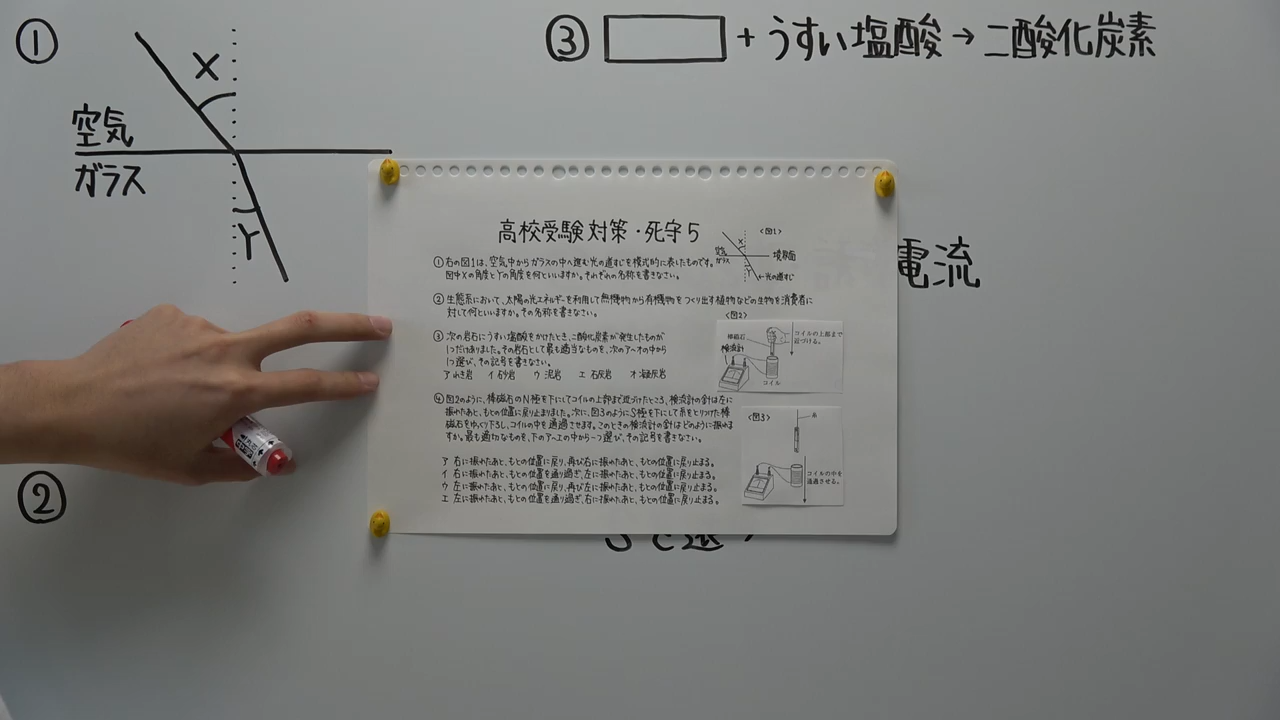 ①
X
空気
ガラス
Y
②
③ + うすい塩酸 → 二酸化炭素
電流
高校受験対策・死守5
①右の図1は、空気中からガラスの中へ進む光の道すじを模式的に表したものです。
図中Xの角度とYの角度を何といいますか。それぞれの名称を書きなさい。
<図1>
X
空気
ガラス
境界面
Y
←光の道すじ
②生態系において、太陽の光エネルギーを利用して無機物から有機物をつくり出す植物などの生物を消費者に
対して何といいますか。その名称を書きなさい。
③次の岩石にうすい塩酸をかけたとき、二酸化炭素が発生したものが
1つだけありました。その岩石として最も適当なものを、次のア~オの中から
1つ選び、その記号を書きなさい。
ア れき岩 イ 砂岩 ウ 泥岩 エ 石灰岩 オ 凝灰岩
<図2>
棒磁石
検流計
コイルの上部まで
近づける。
コイル
④図2のように、棒磁石のN極を下にしてコイルの上部まで近づけたところ、検流計の針は左に
振れたあと、もとの位置に戻り止まりました。次に、図3のようにS極を下にして糸をとりつけた棒
磁石をゆっくり下ろし、コイルの中を通過させます。このときの検流計の針はどのように振れま
すか。最も適切なものを、下のア~エの中から一つ選び、その記号を書きなさい。
<図3>
糸
コイルの中を
通過させる。
ア 右に振れたあと、もとの位置に戻り、再び右に振れたあと、もとの位置に戻り止まる。
イ 右に振れたあと、もとの位置を通り過ぎ、左に振れたあと、もとの位置に戻り止まる。
ウ 左に振れたあと、もとの位置に戻り、再び左に振れたあと、もとの位置に戻り止まる。
エ 左に振れたあと、もとの位置を通り過ぎ、右に振れたあと、もとの位置に戻り止まる。